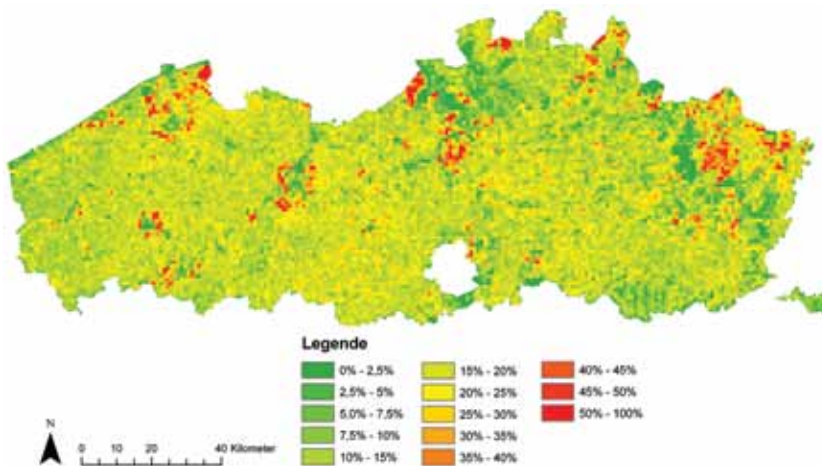 Legende
0% - 2,5%
2,5% - 5%
5,0% - 7,5%
7,5% - 10%
10% - 15%
15% - 20%
20% - 25%
25% - 30%
30% - 35%
35% - 40%
40% - 45%
45% - 50%
50% - 100%
N
0 10 20 40 Kilometer